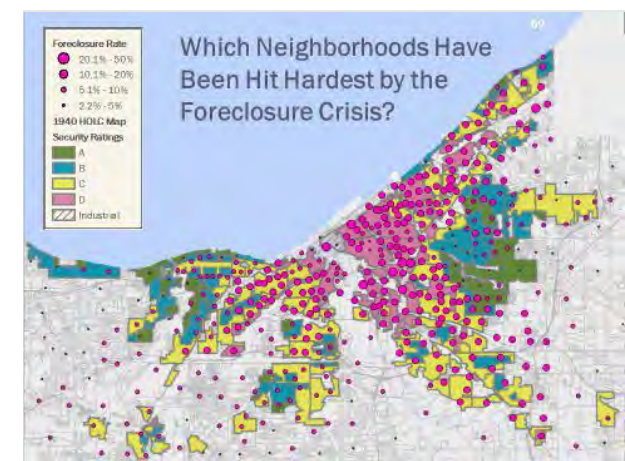 Which Neighborhoods Have
Been Hit Hardest by the
Foreclosure Crisis?
Foreclosure Rate
20.1% - 50%
10.1% - 20%
5.1% - 10%
2.2% - 5%
1940 HOLC Map
Security Ratings
A
B
C
D
Industrial